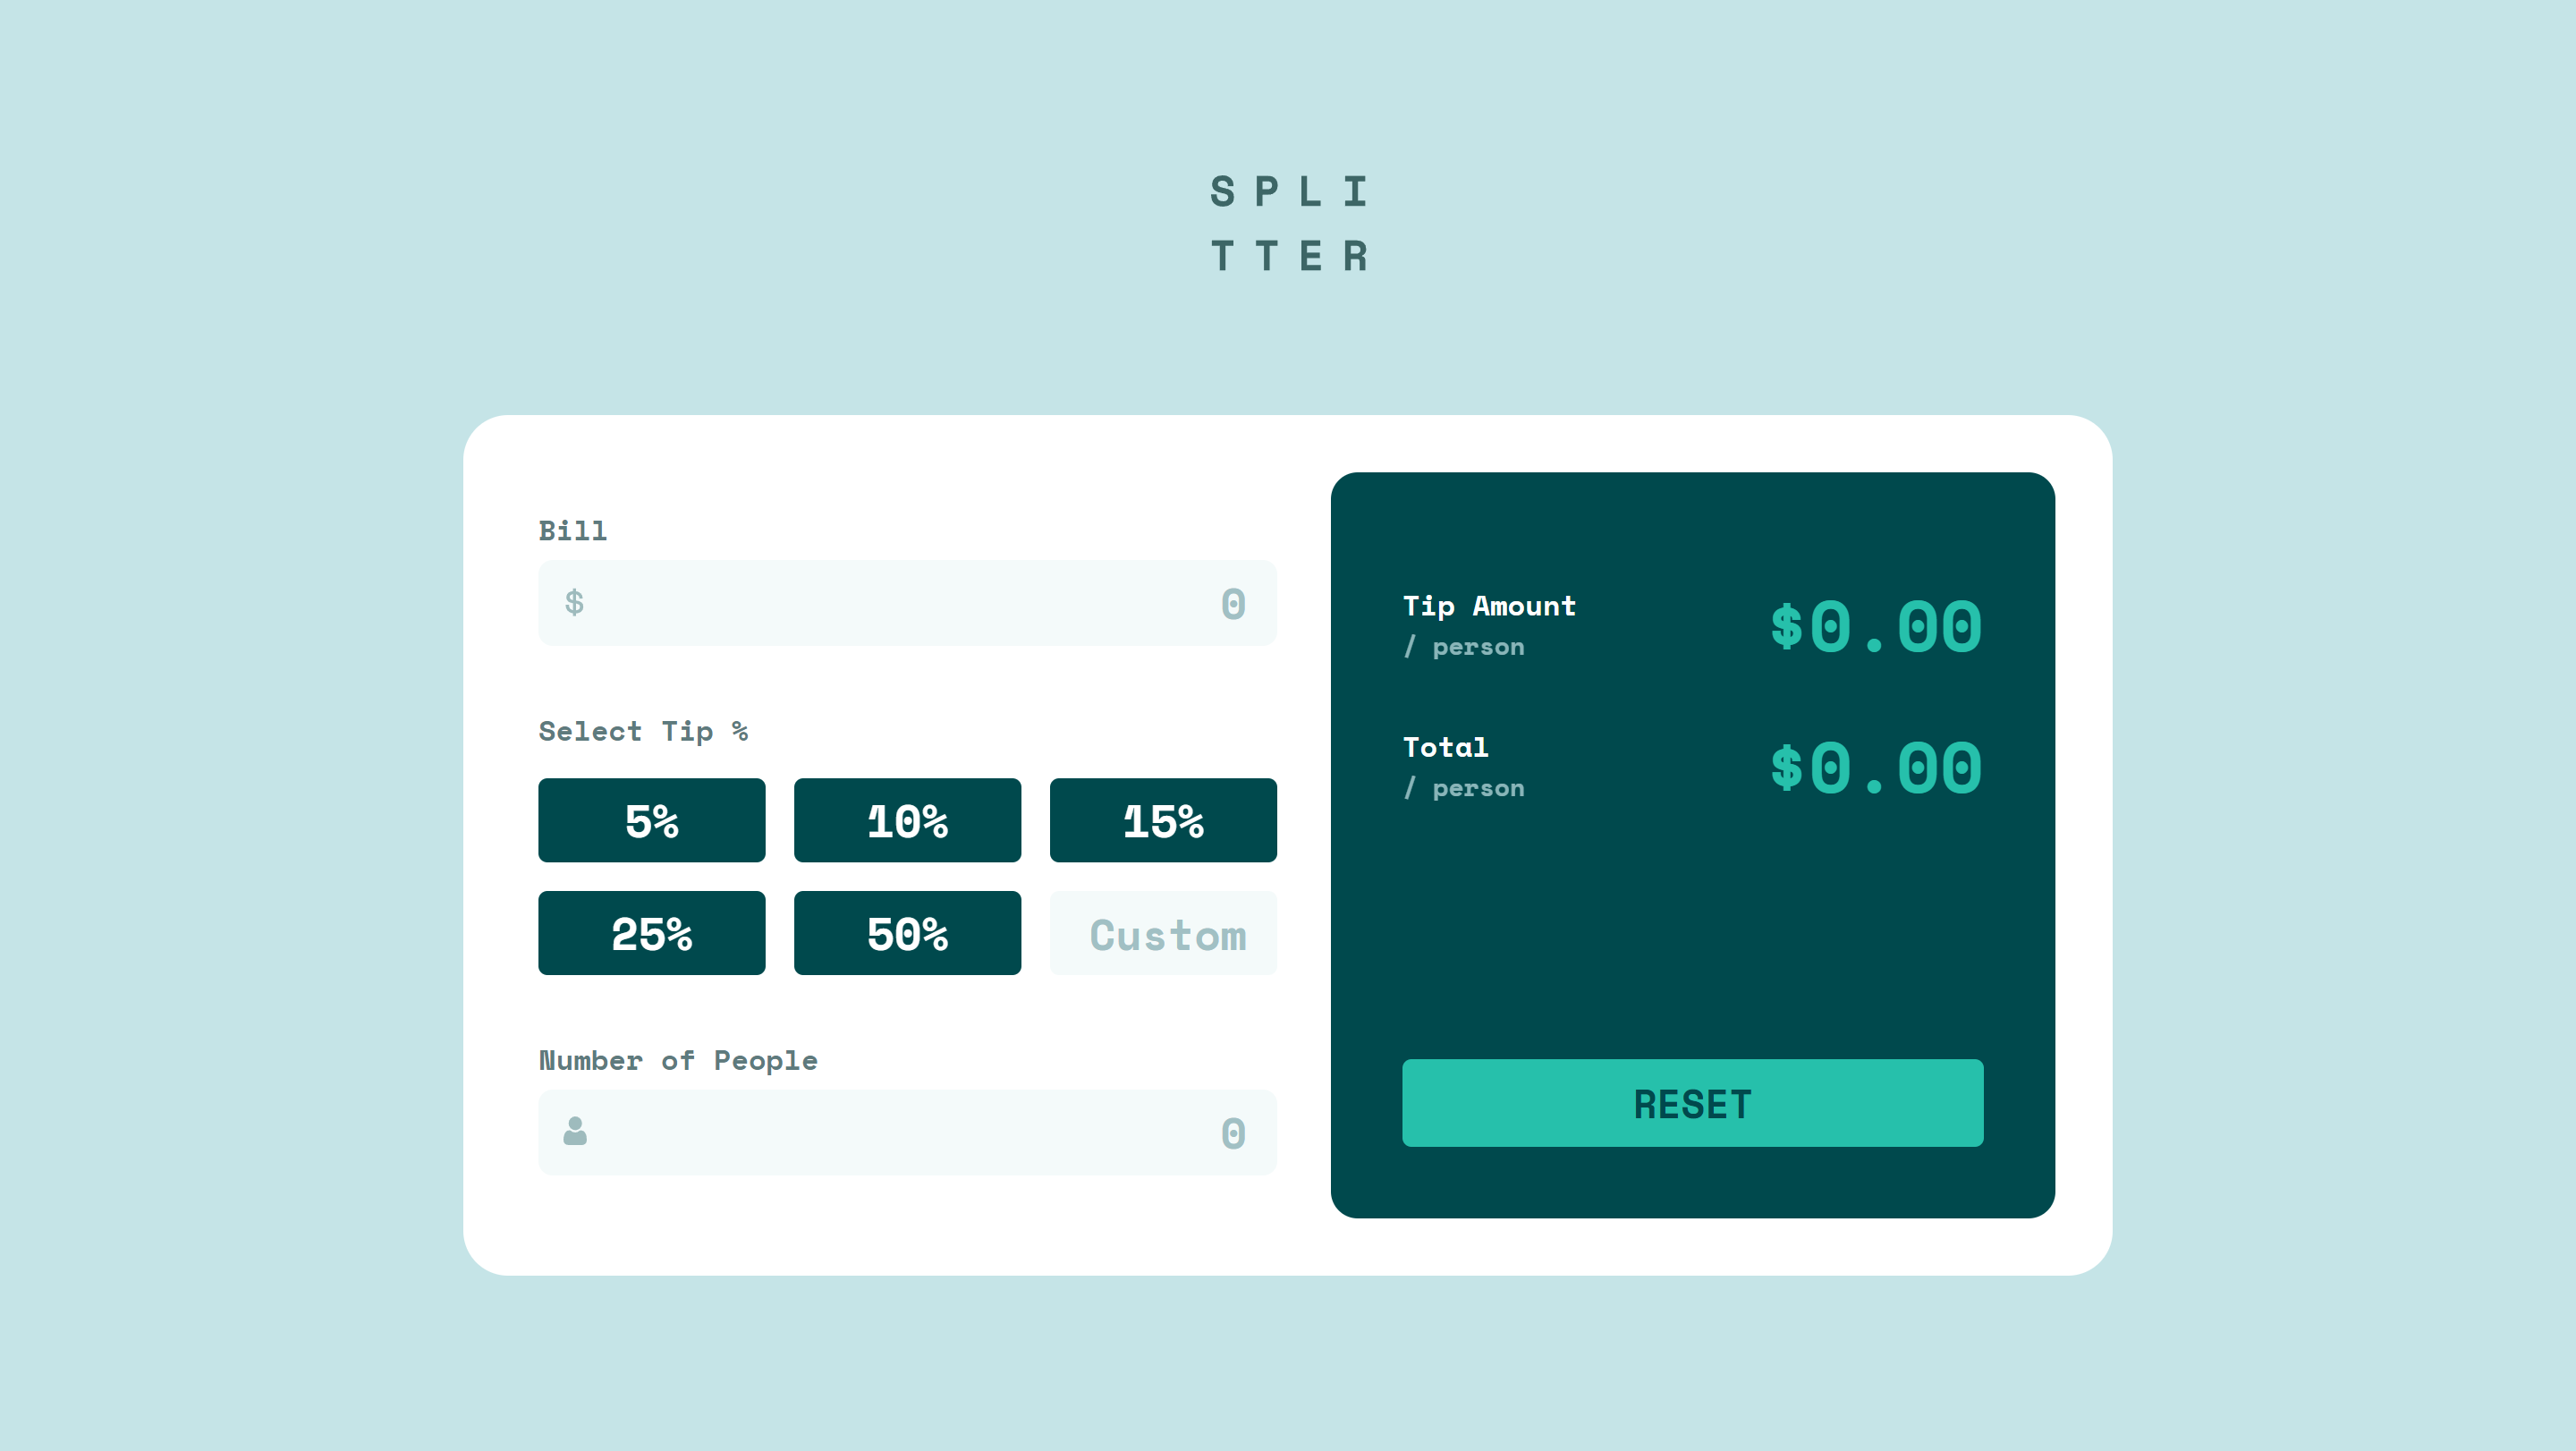 SPLI
TTER
Bill
$ 0
Select Tip %
5% 10% 15%
25% 50% Custom
Number of People
0
Tip Amount
/ person
$0.00
Total
/ person
$0.00
RESET